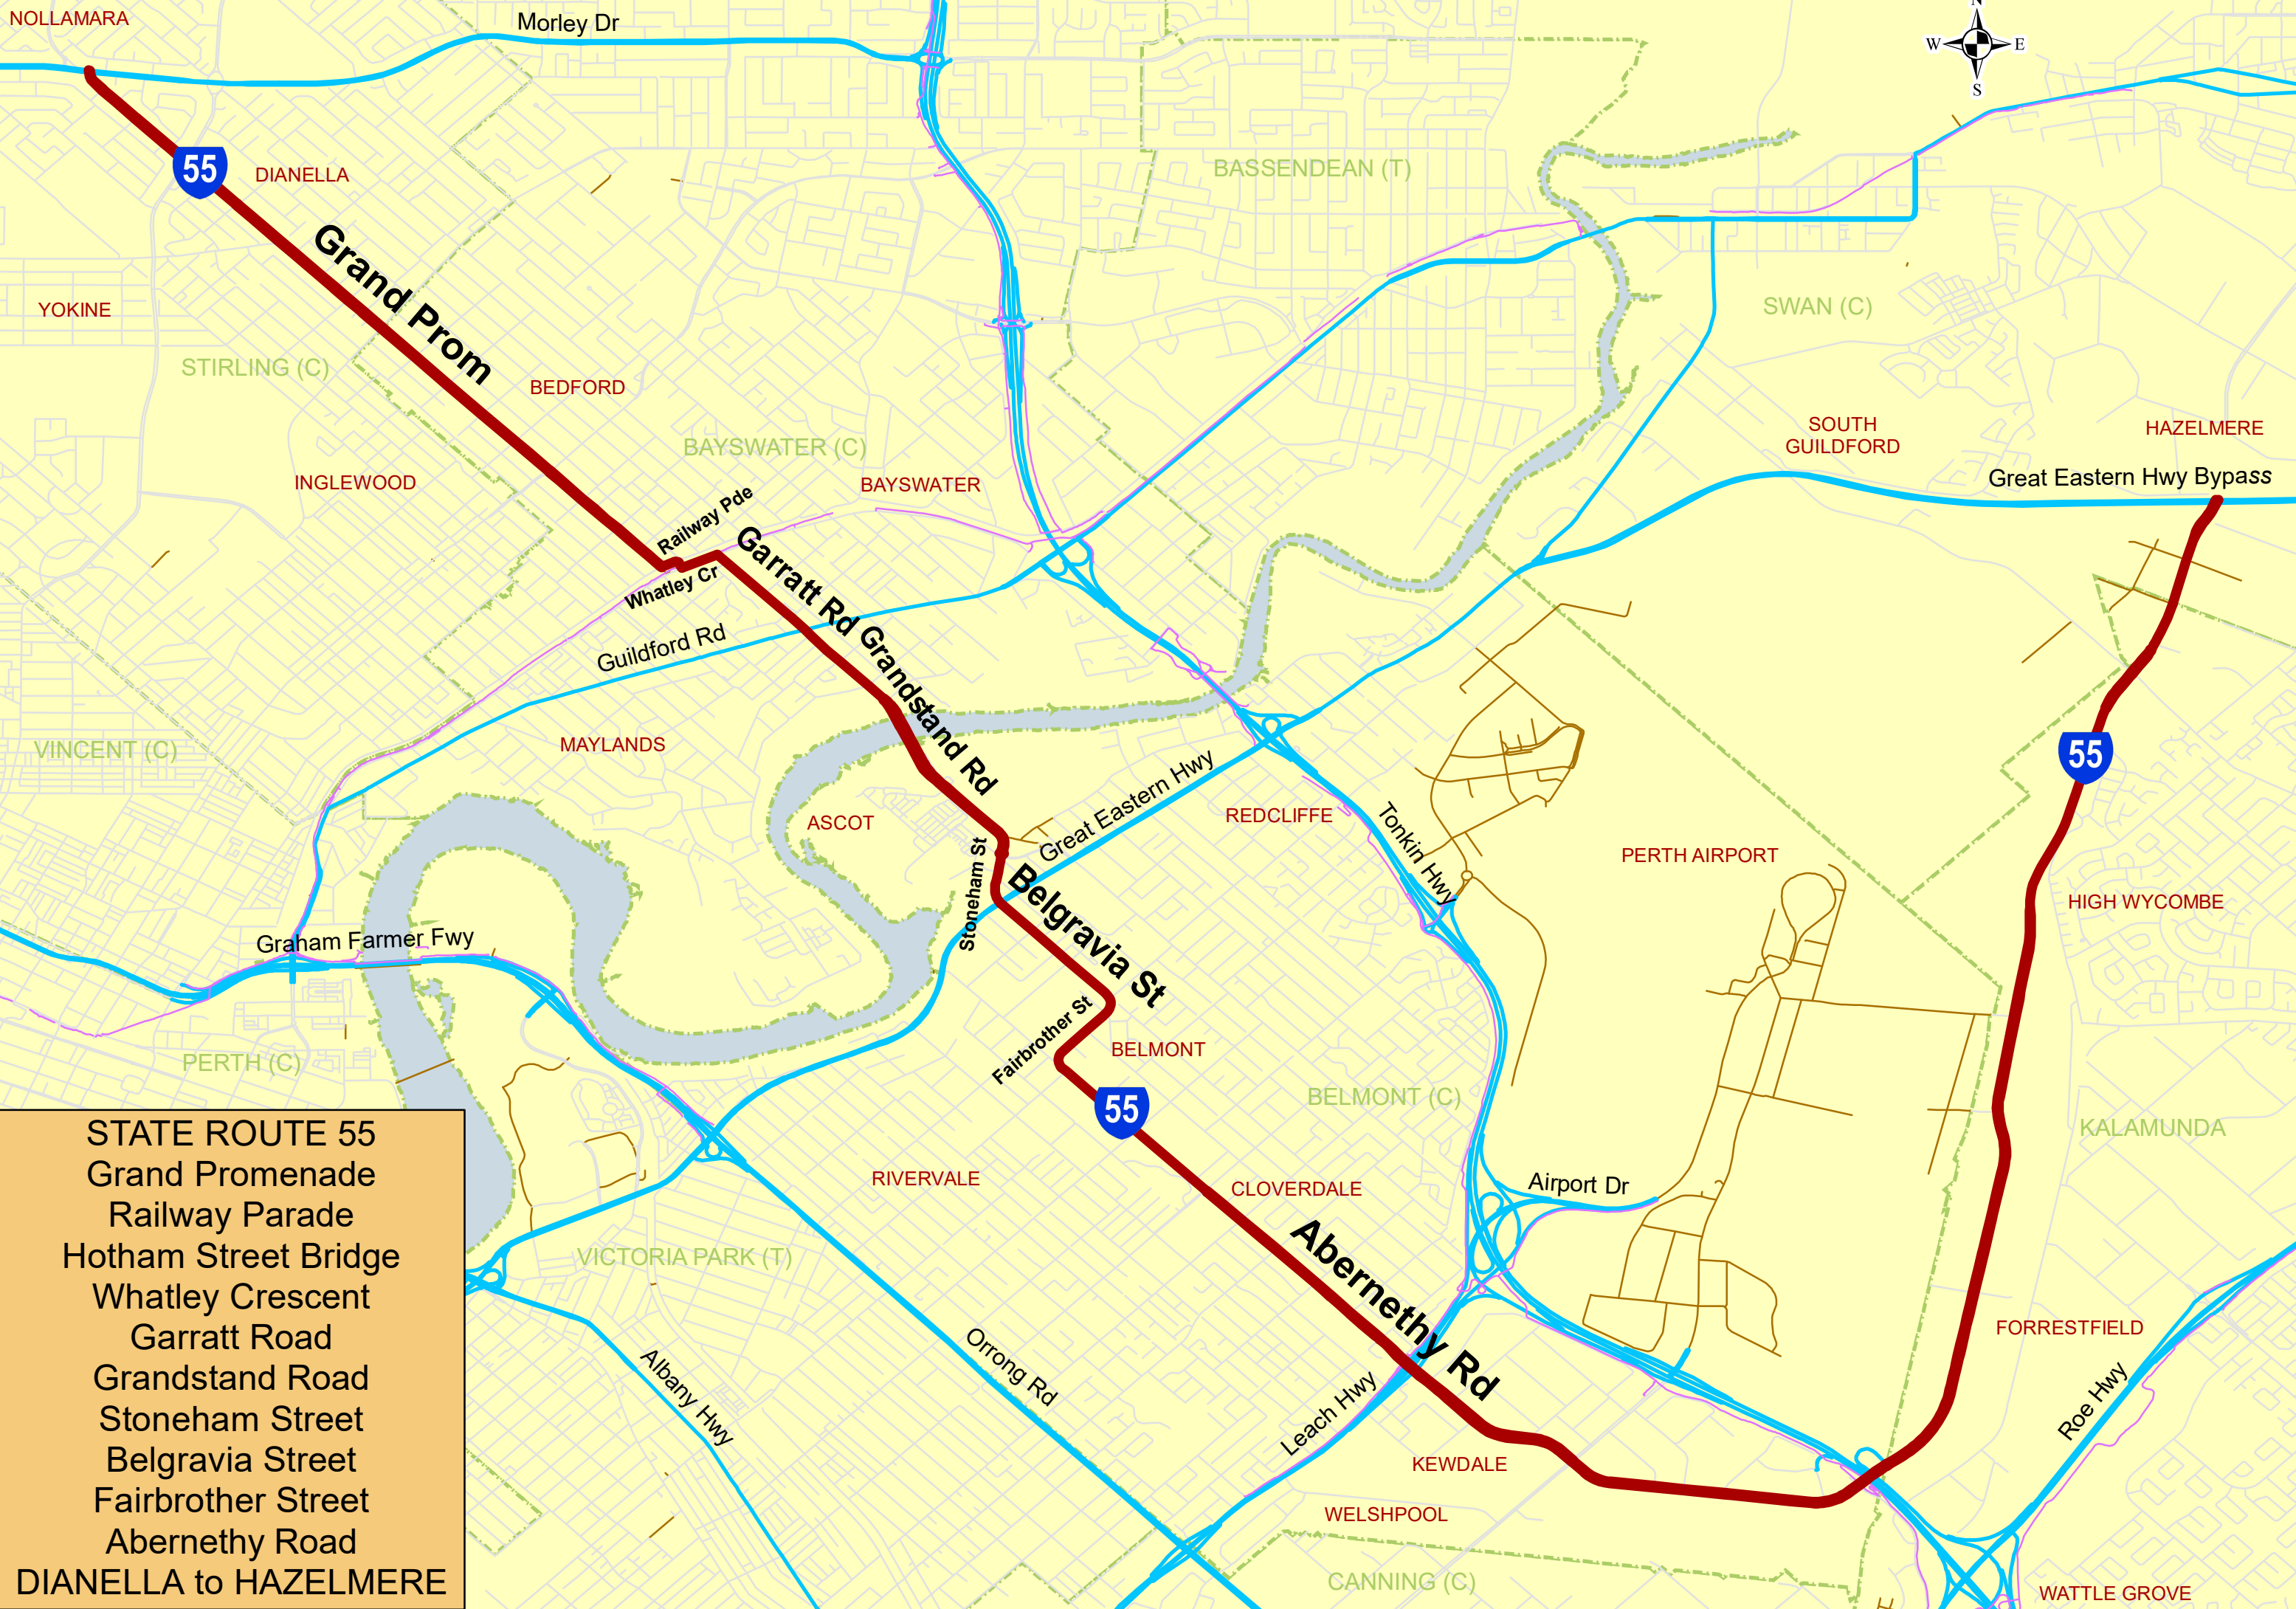 NOLLAMARA
Morley Dr
N
W
E
S
55
DIANELLA
BASSENDEAN (T)
Grand Prom
YOKINE
STIRLING (C)
SWAN (C)
BEDFORD
BAYSWATER (C)
SOUTH
GUILDFORD
HAZELMERE
INGLEWOOD
BAYSWATER
Great Eastern Hwy Bypass
Railway Pde
Garratt Rd
Whatley Cr
Guildford Rd
Grandstand Rd
VINCENT (C)
MAYLANDS
55
ASCOT
Great Eastern Hwy
REDCLIFFE
Tonkin Hwy
PERTH AIRPORT
Stoneham St
Belgravia St
HIGH WYCOMBE
Graham Farmer Fwy
Fairbrother St
BELMONT
PERTH (C)
55
BELMONT (C)
KALAMUNDA
RIVERVALE
CLOVERDALE
Airport Dr
VICTORIA PARK (T)
Abernethy Rd
FORRESTFIELD
Albany Hwy
Orrong Rd
Leach Hwy
Roe Hwy
KEWDALE
WELSHPOOL
CANNING (C)
WATTLE GROVE
STATE ROUTE 55
Grand Promenade
Railway Parade
Hotham Street Bridge
Whatley Crescent
Garratt Road
Grandstand Road
Stoneham Street
Belgravia Street
Fairbrother Street
Abernethy Road
DIANELLA to HAZELMERE